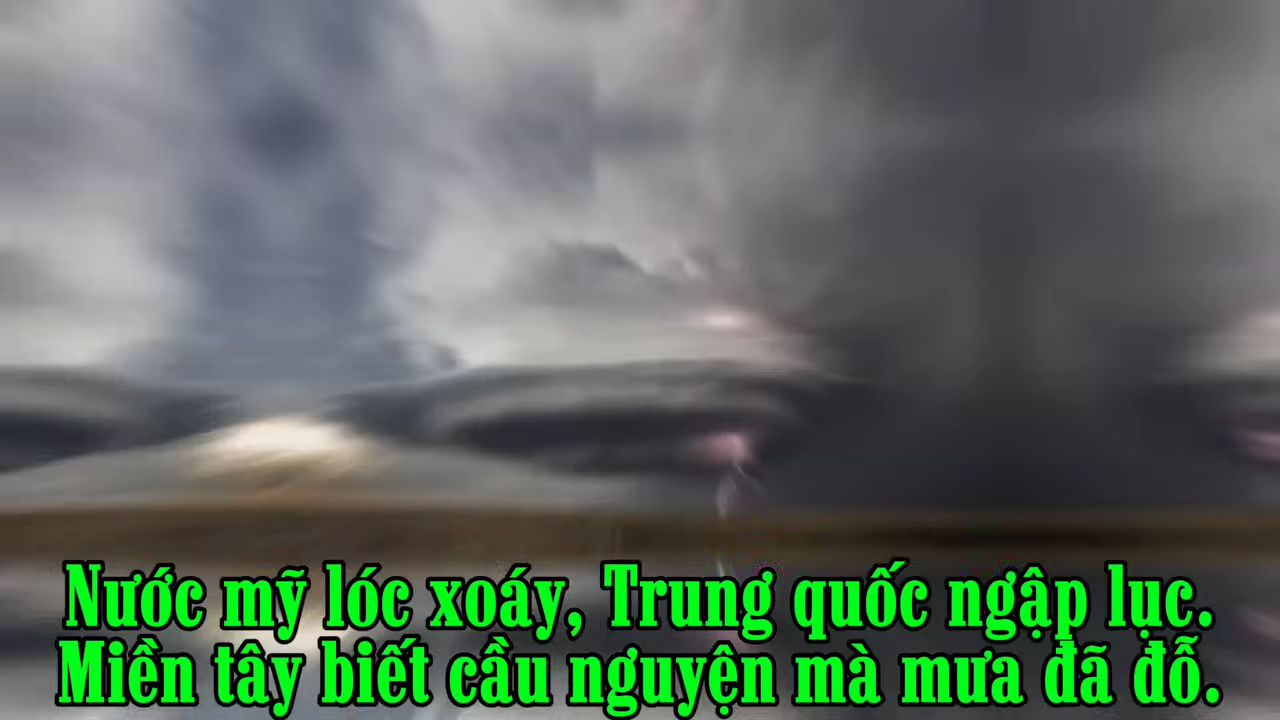 Nước mỹ lóc xoáy, Trung quốc ngập lục.
Miền tây biết cầu nguyện mà mưa đã đỗ.